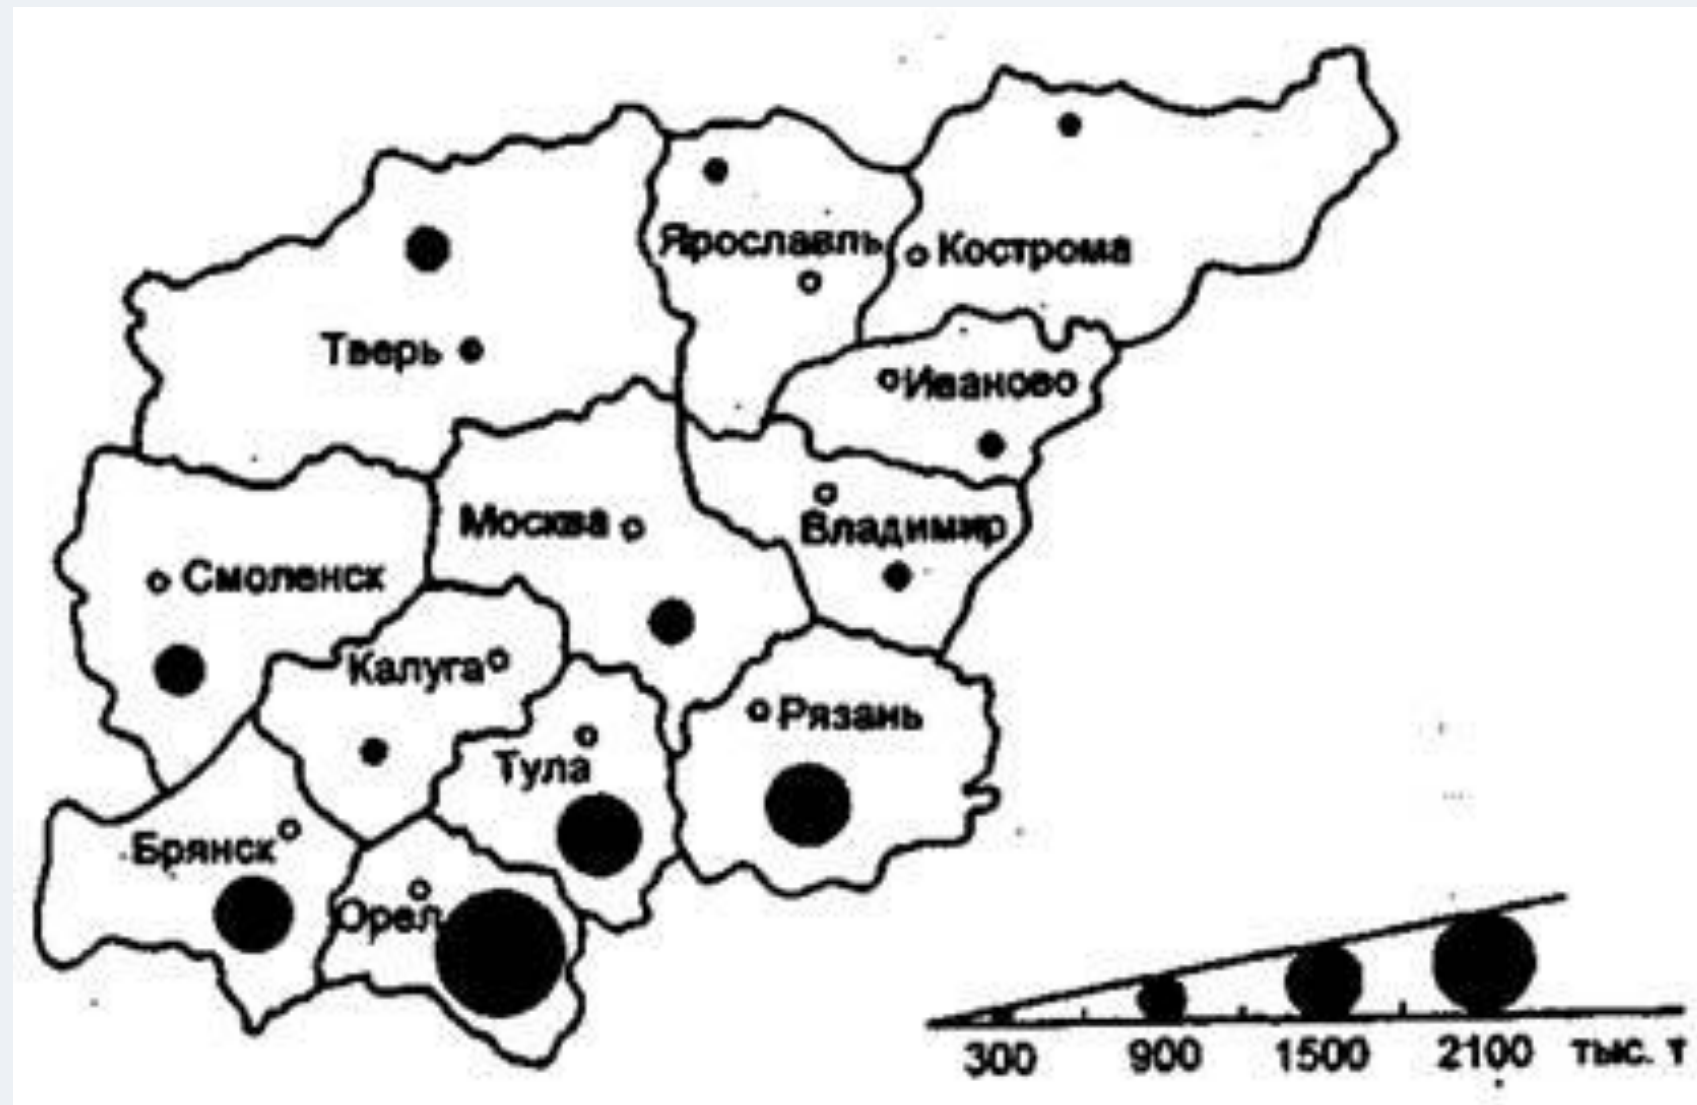 Ярославль
Кострома
Тверь
Иваново
Москва
Владимир
Смоленск
Калуга
Рязань
Тула
Брянск
Орел
300 900 1500 2100 тыс. т